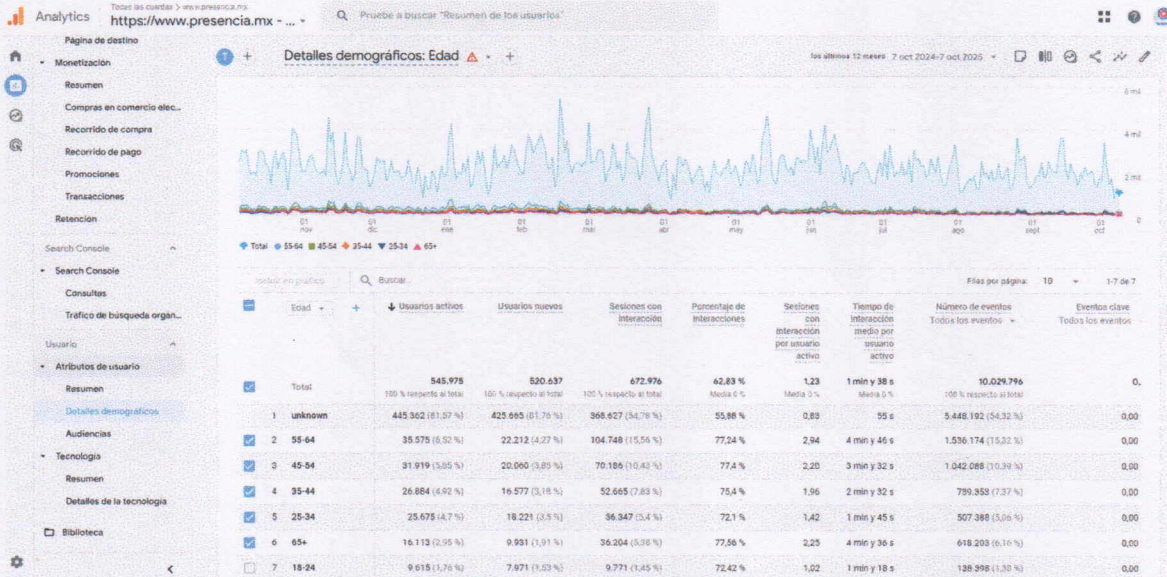 Analytics
Todas las cuentas > www.presencia.mx
https://www.presencia.mx - ...
Pruebe a buscar "Resumen de los usuarios"
Página de destino
Monetización
Resumen
Compras en comercio elec...
Recorrido de compra
Recorrido de pago
Promociones
Transacciones
Retención
Search Console
Search Console
Consultas
Tráfico de búsqueda orgán...
Usuario
Atributos de usuario
Resumen
Detalles demográficos
Audiencias
Tecnología
Resumen
Detalles de la tecnología
Biblioteca
T
Detalles demográficos: Edad
los últimos 12 meses 7 oct 2024-7 oct 2025
6 mil
4 mil
2 mil
0
01 nov 01 dic 01 ene 01 feb 01 mar 01 abr 01 may 01 jun 01 jul 01 ago 01 sept 01 oct
Total 55-64 45-54 35-44 25-34 65+
Incluir en gráfico Buscar... Filas por página: 10 1-7 de 7
Edad Usuarios activos Usuarios nuevos Sesiones con interacción Porcentaje de interacciones Sesiones con interacción por usuario activo Tiempo de interacción medio por usuario activo Número de eventos Todos los eventos Eventos clave Todos los eventos
Total 545.975 520.637 672.976 62,83 % 1,23 1 min y 38 s 10.029.796 0,
100 % respecto al total 100 % respecto al total 100 % respecto al total Media 0 % Media 0 % Media 0 % 100 % respecto al total
1 unknown 445.362 (81,57 %) 425.665 (81,76 %) 368.627 (54,78 %) 55,88 % 0,83 55 s 5.448.192 (54,32 %) 0,00
2 55-64 35.575 (6,52 %) 22.212 (4,27 %) 104.748 (15,56 %) 77,24 % 2,94 4 min y 46 s 1.536.174 (15,32 %) 0,00
3 45-54 31.919 (5,85 %) 20.060 (3,85 %) 70.186 (10,43 %) 77,4 % 2,20 3 min y 32 s 1.042.088 (10,39 %) 0,00
4 35-44 26.884 (4,92 %) 16.577 (3,18 %) 52.665 (7,83 %) 75,4 % 1,96 2 min y 32 s (7,37 %) 0,00
5 25-34 25.675 (4,7 %) 18.221 (3,5 %) 36.347 (5,4 %) 72,1 % 1,42 1 min y 45 s 507.388 (5,06 %) 0,00
6 65+ 16.113 (2,95 %) 9.931 (1,91 %) 36.204 (5,38 %) 77,56 % 2,25 4 min y 36 s 618.203 (6,16 %) 0,00
7 18-24 9.615 (1,76 %) 7.971 (1,53 %) 9.771 (1,45 %) 72,42 % 1,02 1 min y 18 s (1,30 %) 0,00